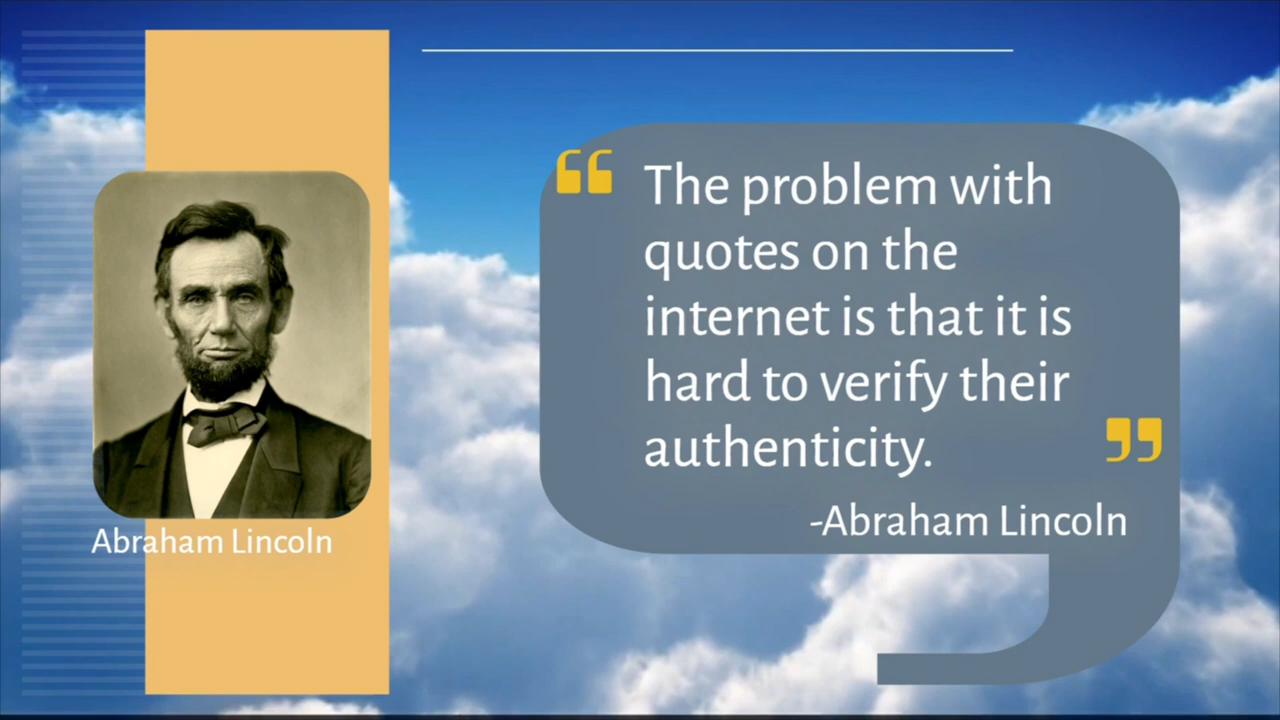 Abraham Lincoln
“
The problem with
quotes on the
internet is that it is
hard to verify their
authenticity.
”
-Abraham Lincoln